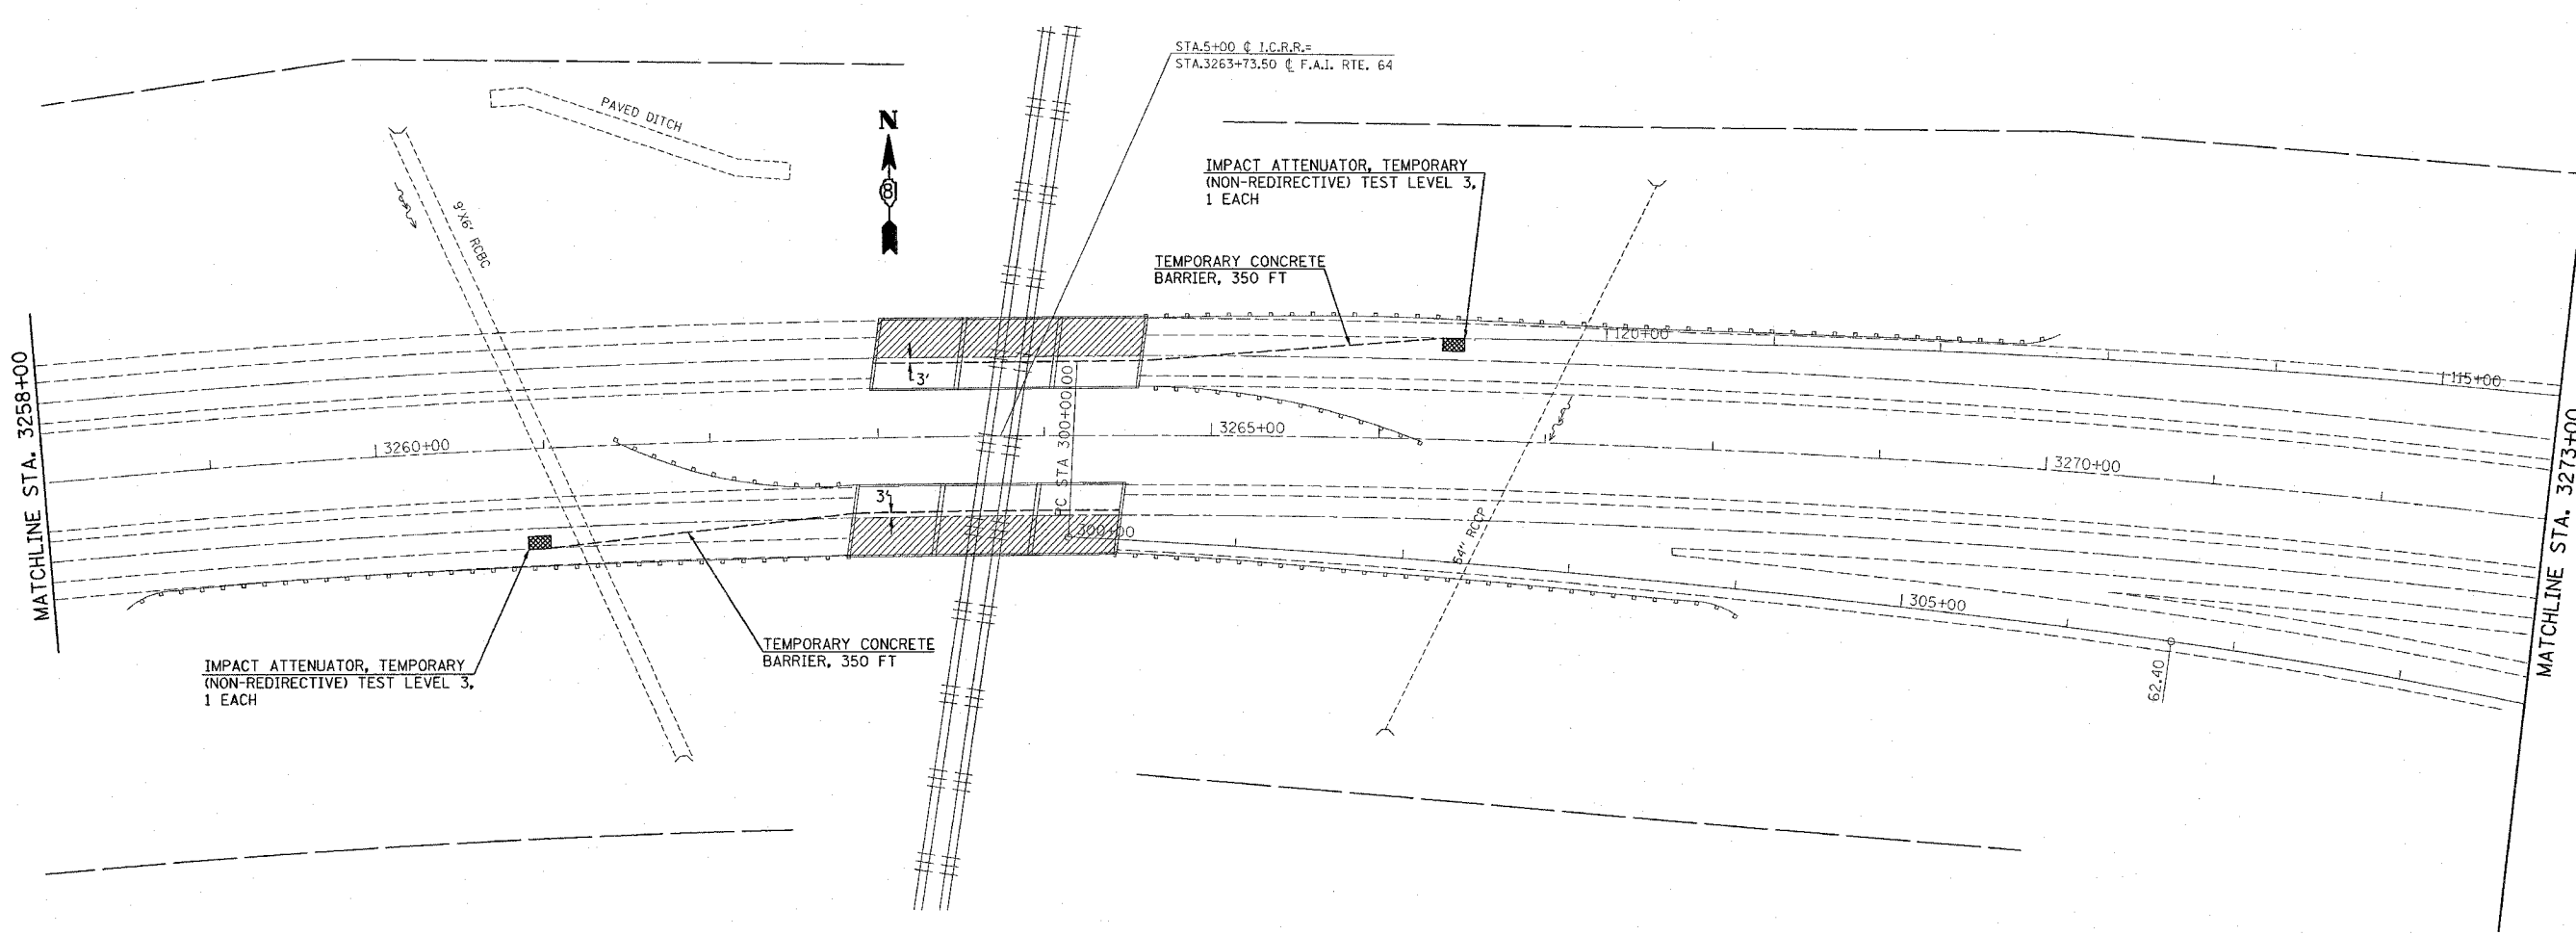 STA.5+00 ℄ I.C.R.R.=
STA.3263+73.50 ℄ F.A.I. RTE. 64
PAVED DITCH
N
8
IMPACT ATTENUATOR, TEMPORARY
(NON-REDIRECTIVE) TEST LEVEL 3,
1 EACH
9'X6' RCBC
TEMPORARY CONCRETE
BARRIER, 350 FT
MATCHLINE STA. 3258+00
3'
120+00
115+00
3260+00
3265+00
3270+00
PC STA 300+00.00
3'
300+00
54" RCCP
305+00
62.40
MATCHLINE STA. 3273+00
TEMPORARY CONCRETE
BARRIER, 350 FT
IMPACT ATTENUATOR, TEMPORARY
(NON-REDIRECTIVE) TEST LEVEL 3,
1 EACH